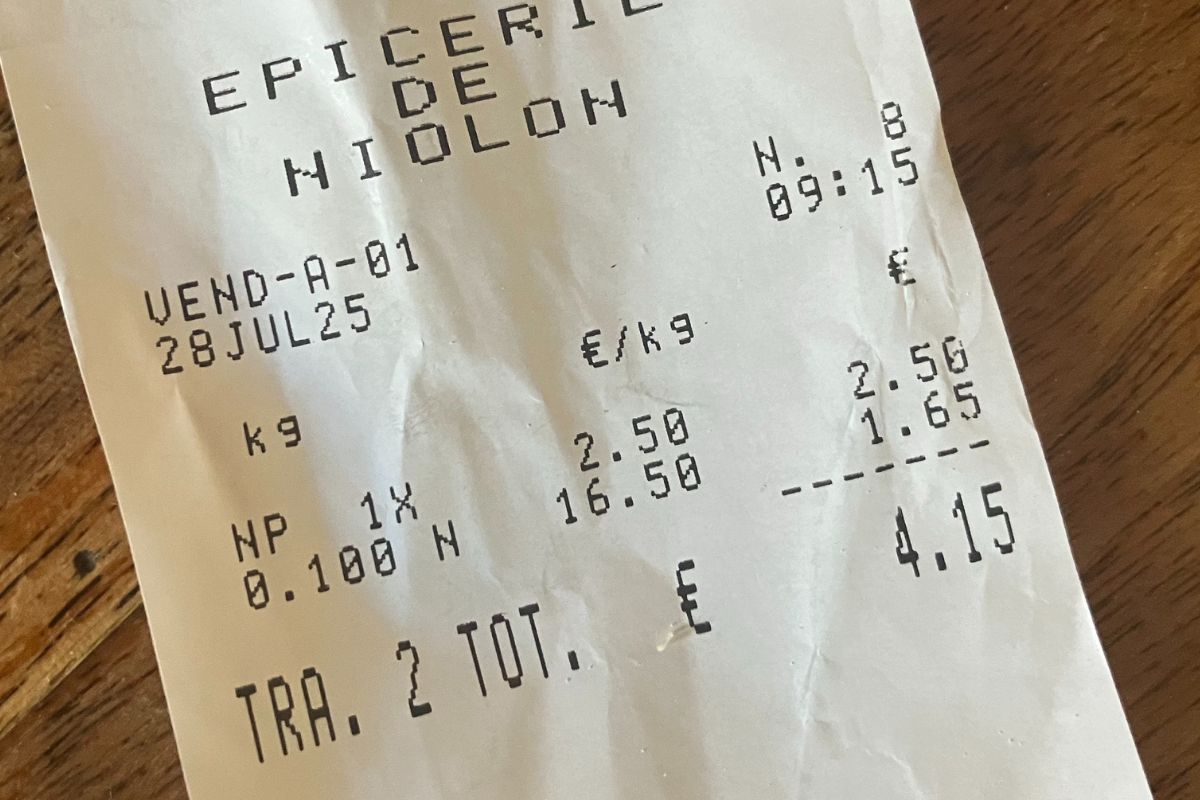 EPICERIE
DE
NIOLON
N. 8
VEND-A-01 09:15
28JUL25
€
kg €/kg
NP 1X 2.50 2.50
0.100 N 16.50 1.65
------- 
TRA. 2 TOT. € 4.15